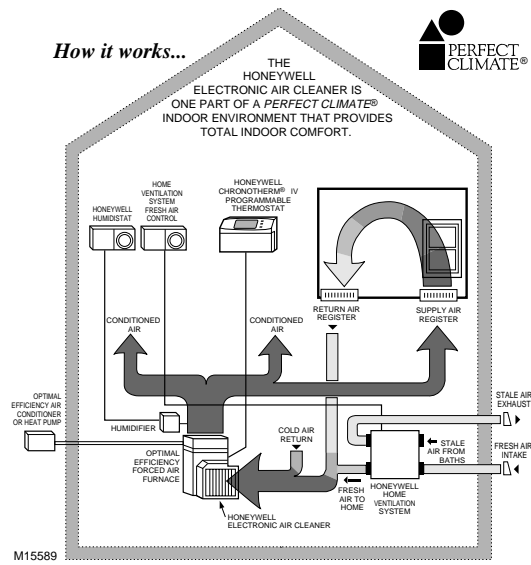 How it works...
PERFECT
CLIMATE®
THE
HONEYWELL
ELECTRONIC AIR CLEANER IS
ONE PART OF A PERFECT CLIMATE®
INDOOR ENVIRONMENT THAT PROVIDES
TOTAL INDOOR COMFORT.
HONEYWELL
HUMIDISTAT
HOME
VENTILATION
SYSTEM
FRESH AIR
CONTROL
HONEYWELL
CHRONOTHERM® IV
PROGRAMMABLE
THERMOSTAT
RETURN AIR
REGISTER
SUPPLY AIR
REGISTER
CONDITIONED
AIR
CONDITIONED
AIR
OPTIMAL
EFFICIENCY AIR
CONDITIONER
OR HEAT PUMP
HUMIDIFIER
OPTIMAL
EFFICIENCY
FORCED AIR
FURNACE
COLD AIR
RETURN
STALE AIR
EXHAUST
STALE
AIR FROM
BATHS
FRESH AIR
INTAKE
FRESH
AIR TO
HOME
HONEYWELL
HOME
VENTILATION
SYSTEM
HONEYWELL
ELECTRONIC AIR CLEANER
M15589